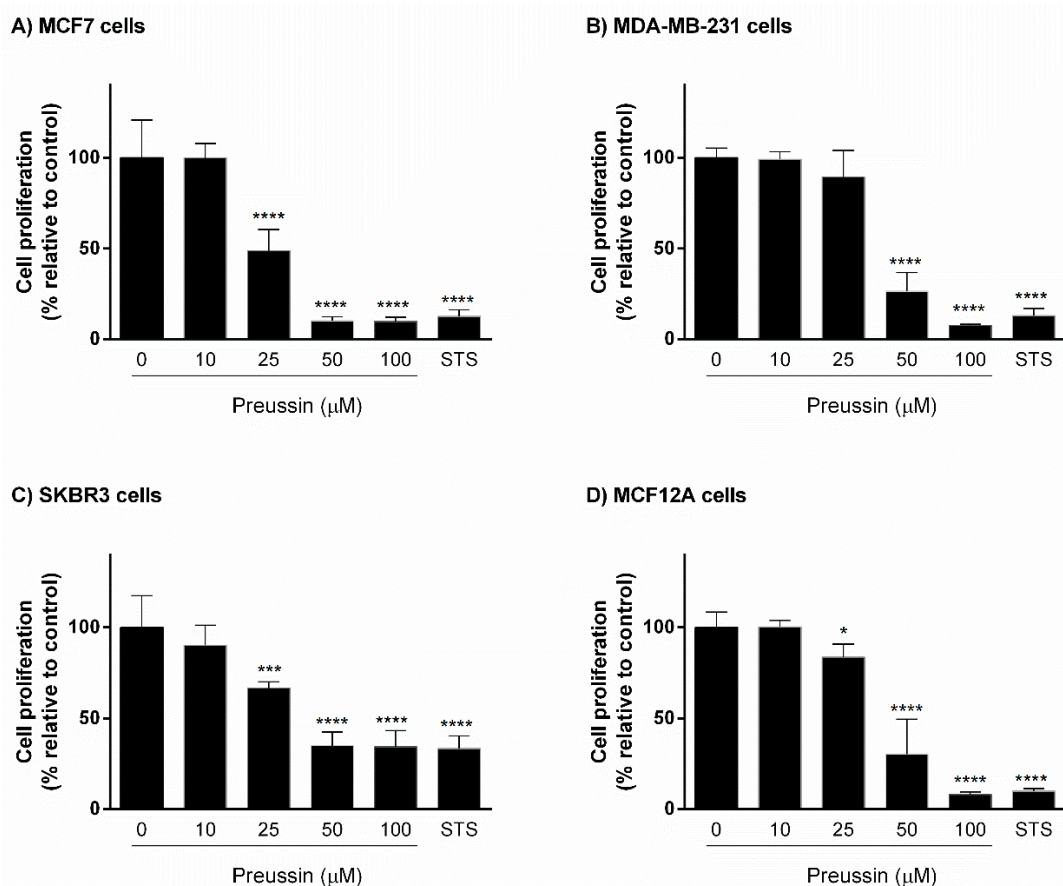 A) MCF7 cells
Cell proliferation
(% relative to control)
100
50
0
****
****
****
****
0 10 25 50 100 STS
Preussin (μM)
B) MDA-MB-231 cells
Cell proliferation
(% relative to control)
100
50
0
****
****
****
0 10 25 50 100 STS
Preussin (μM)
C) SKBR3 cells
Cell proliferation
(% relative to control)
100
50
0
***
****
****
****
0 10 25 50 100 STS
Preussin (μM)
D) MCF12A cells
Cell proliferation
(% relative to control)
100
50
0
*
****
****
****
0 10 25 50 100 STS
Preussin (μM)